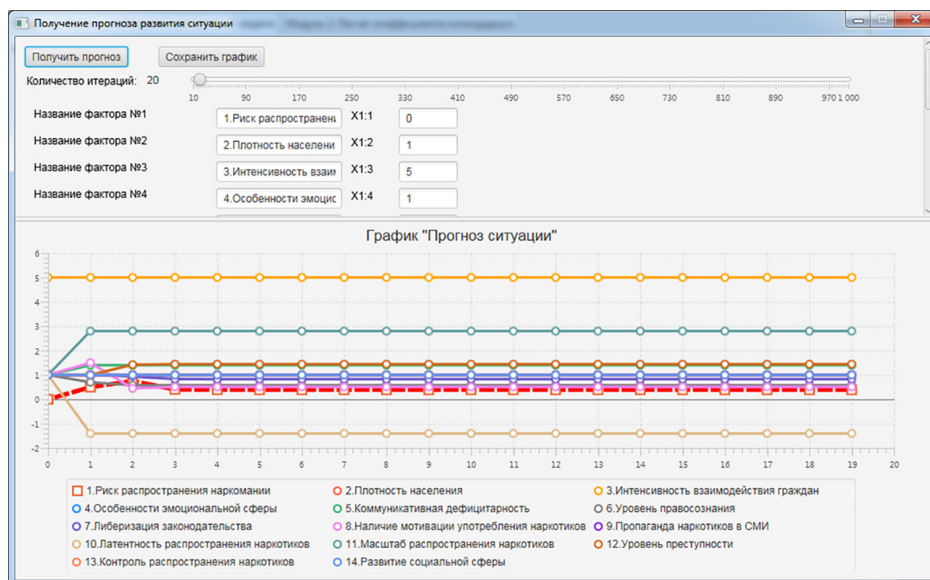 Получение прогноза развития ситуации
Получить прогноз
Сохранить график
Количество итераций: 20
10 90 170 250 330 410 490 570 650 730 810 890 970 1 000
Название фактора №1 1.Риск распространени X1:1 0
Название фактора №2 2.Плотность населени X1:2 1
Название фактора №3 3.Интенсивность взаим X1:3 5
Название фактора №4 4.Особенности эмоцис X1:4 1
График "Прогноз ситуации"
6
5
4
3
2
1
0
-1
-2
0 1 2 3 4 5 6 7 8 9 10 11 12 13 14 15 16 17 18 19 20
1.Риск распространения наркомании 2.Плотность населения 3.Интенсивность взаимодействия граждан
4.Особенности эмоциональной сферы 5.Коммуникативная дефицитарность 6.Уровень правосознания
7.Либеризация законодательства 8.Наличие мотивации употребления наркотиков 9.Пропаганда наркотиков в СМИ
10.Латентность распространения наркотиков 11.Масштаб распространения наркотиков 12.Уровень преступности
13.Контроль распространения наркотиков 14.Развитие социальной сферы